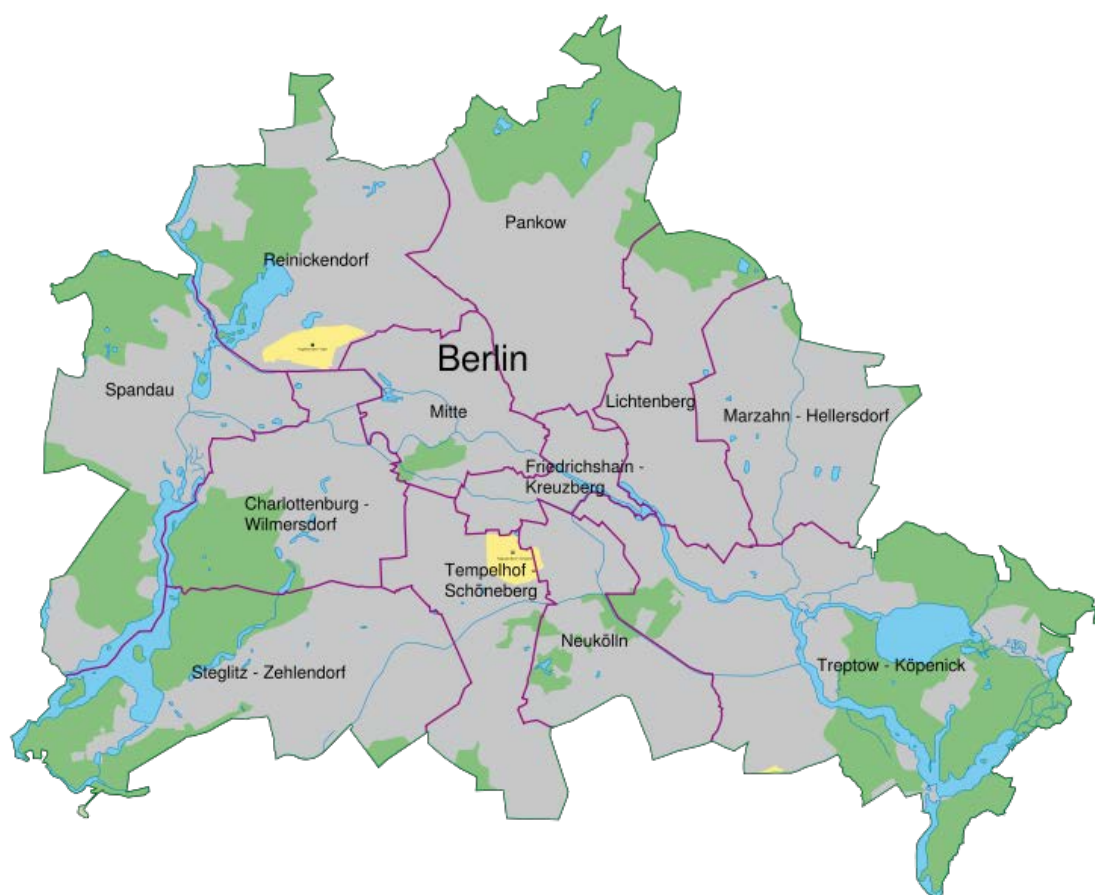 Pankow
Reinickendorf
Berlin
Spandau
Mitte
Lichtenberg
Marzahn - Hellersdorf
Friedrichshain -
Kreuzberg
Charlottenburg -
Wilmersdorf
Tempelhof -
Schöneberg
Neukölln
Steglitz - Zehlendorf
Treptow - Köpenick